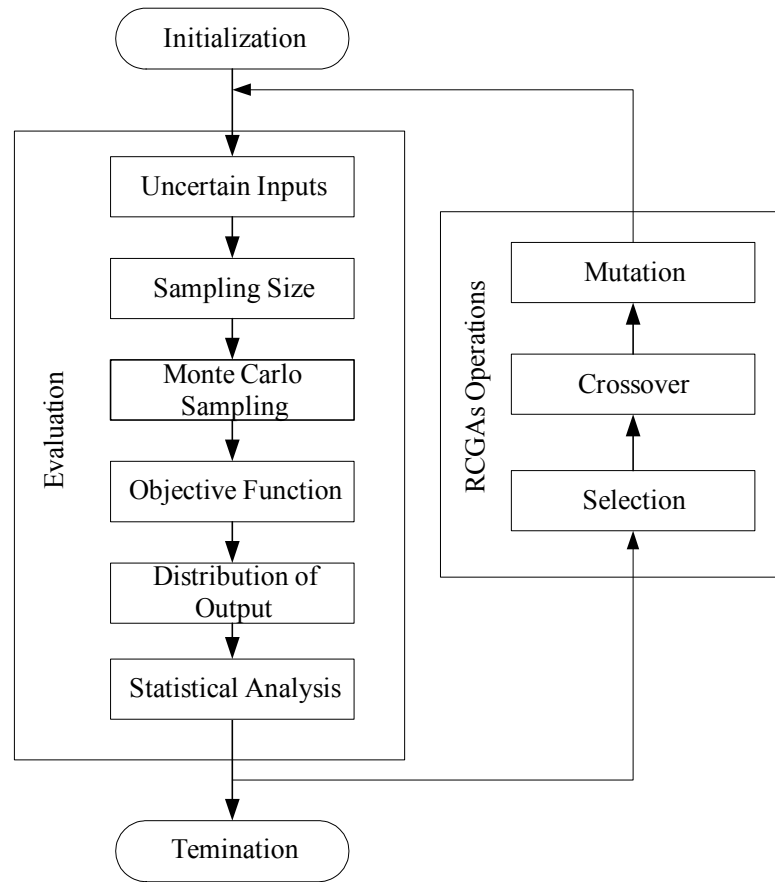 Initialization
Evaluation
Uncertain Inputs
Sampling Size
Monte Carlo
Sampling
Objective Function
Distribution of
Output
Statistical Analysis
Temination
RCGAs Operations
Mutation
Crossover
Selection